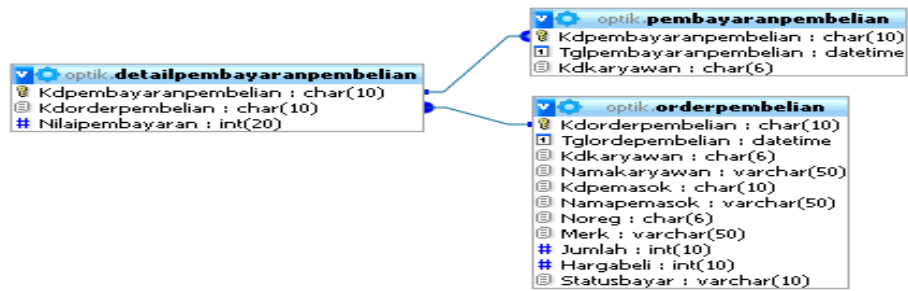 optik.detailpembayaranpembelian
Kdpembayaranpembelian : char(10)
Kdorderpembelian : char(10)
# Nilaipembayaran : int(20)
optik.pembayaranpembelian
Kdpembayaranpembelian : char(10)
Tglpembayaranpembelian : datetime
Kdkaryawan : char(6)
optik.orderpembelian
Kdorderpembelian : char(10)
Tglordepembelian : datetime
Kdkaryawan : char(6)
Namakaryawan : varchar(50)
Kdpemasok : char(10)
Namapemasok : varchar(50)
Noreg : char(6)
Merk : varchar(50)
# Jumlah : int(10)
# Hargabeli : int(10)
Statusbayar : varchar(10)